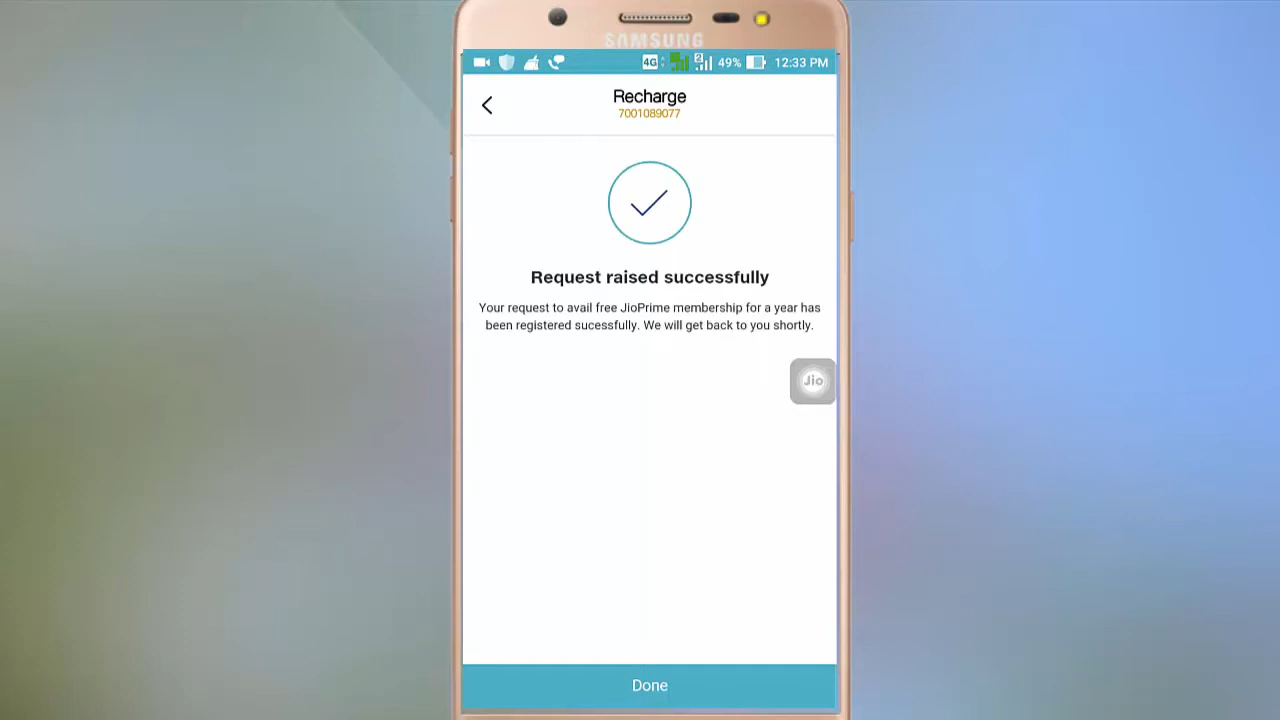 SAMSUNG
4G 2 49% 12:33 PM
Recharge
7001089077
Request raised successfully
Your request to avail free JioPrime membership for a year has
been registered sucessfully. We will get back to you shortly.
Jio
Done